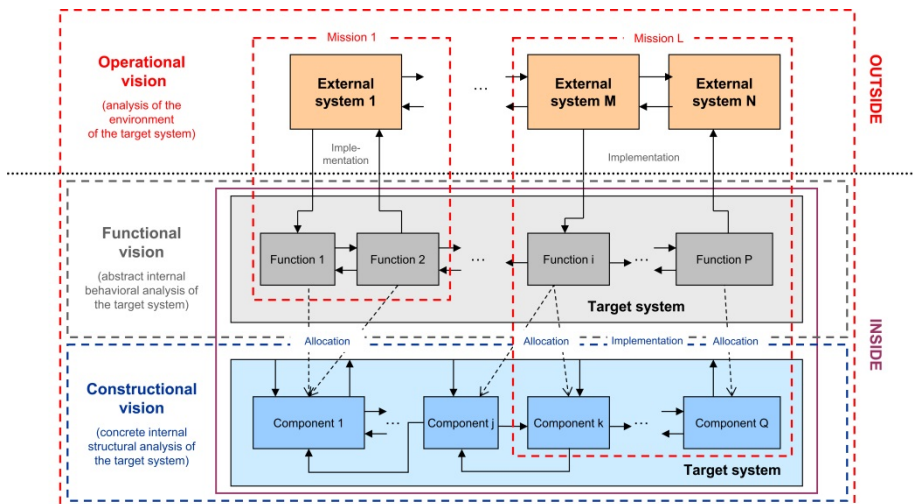 Mission 1
Mission L
Operational
vision
(analysis of the
environment
of the target system)
External
system 1
...
External
system M
External
system N
OUTSIDE
Imple-
mentation
Implementation
Functional
vision
(abstract internal
behavioral analysis of
the target system)
Function 1
Function 2
...
Function i
...
Function P
Target system
INSIDE
Allocation
Allocation
Implementation
Allocation
Constructional
vision
(concrete internal
structural analysis of
the target system)
Component 1
...
Component j
Component k
...
Component Q
Target system